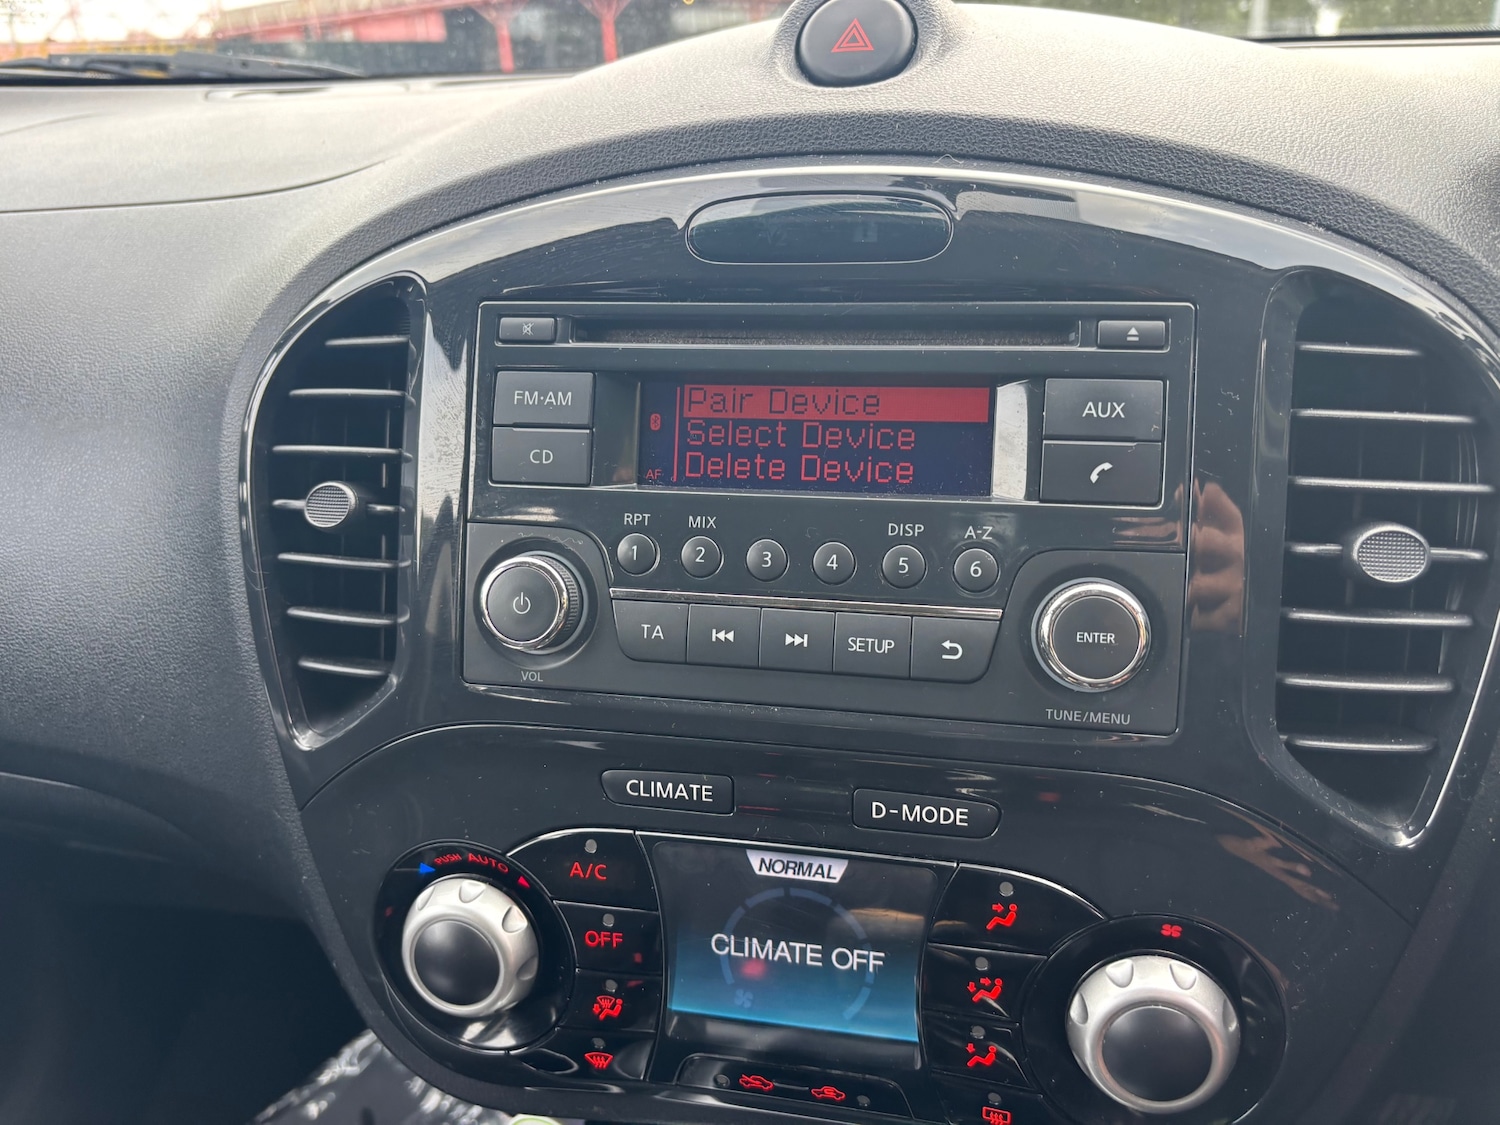 FM·AM
CD
Pair Device
Select Device
Delete Device
AF
AUX
RPT
MIX
DISP
A-Z
1
2
3
4
5
6
TA
SETUP
ENTER
VOL
TUNE/MENU
CLIMATE
D-MODE
PUSH AUTO
A/C
OFF
NORMAL
CLIMATE OFF